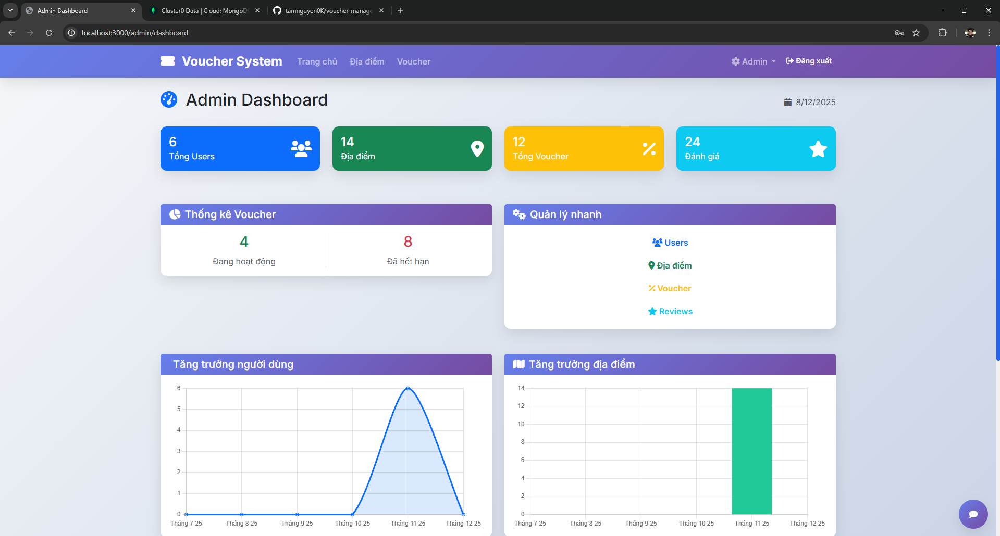 Admin Dashboard
Cluster0 Data | Cloud: MongoD
tamnguyen0K/voucher-manage
localhost:3000/admin/dashboard
Voucher System
Trang chủ
Địa điểm
Voucher
Admin
Đăng xuất
Admin Dashboard
8/12/2025
6
Tổng Users
14
Địa điểm
12
Tổng Voucher
24
Đánh giá
Thống kê Voucher
4
Đang hoạt động
8
Đã hết hạn
Quản lý nhanh
Users
Địa điểm
Voucher
Reviews
Tăng trưởng người dùng
6
5
4
3
2
1
0
Tháng 7 25
Tháng 8 25
Tháng 9 25
Tháng 10 25
Tháng 11 25
Tháng 12 25
Tăng trưởng địa điểm
14
12
10
8
6
4
2
0
Tháng 7 25
Tháng 8 25
Tháng 9 25
Tháng 10 25
Tháng 11 25
Tháng 12 25